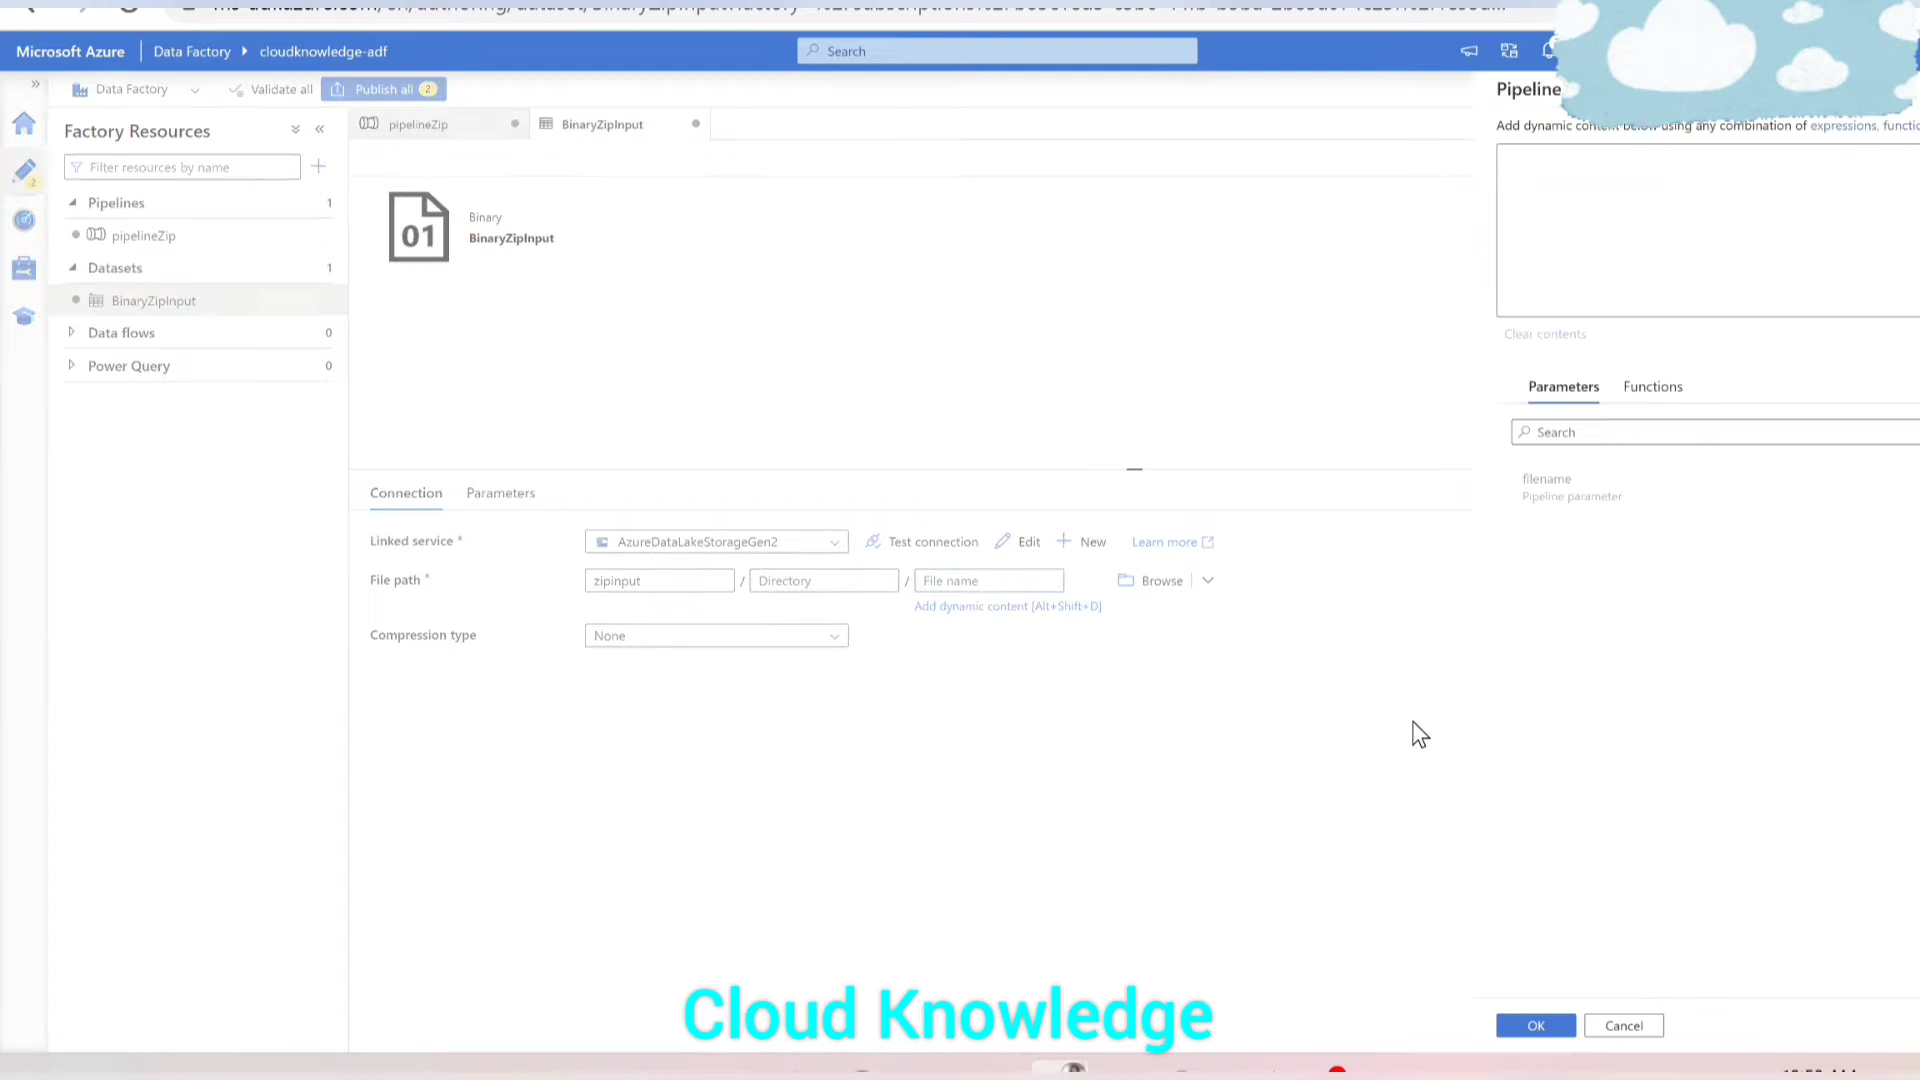 Microsoft Azure
Data Factory
cloudknowledge-adf
Search
Data Factory
Validate all
Publish all 2
Factory Resources
Filter resources by name
Pipelines 1
pipelineZip
Datasets 1
BinaryZipInput
Data flows 0
Power Query 0
pipelineZip
BinaryZipInput
01
Binary
BinaryZipInput
Connection
Parameters
Linked service *
AzureDataLakeStorageGen2
Test connection
Edit
New
Learn more
File path *
zipinput / Directory / File name
Browse
Add dynamic content [Alt+Shift+D]
Compression type
None
Pipeline
Add dynamic content below using any combination of expressions, functio
Clear contents
Parameters
Functions
Search
filename
Pipeline parameter
OK
Cancel
Cloud Knowledge